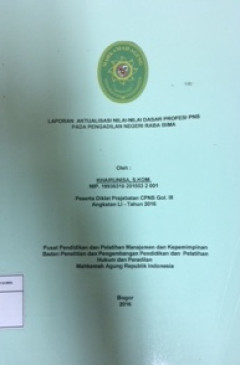 LAPORAN AKTUALISASI NILAI-NILAI DASAR PROFESI PNS
PADA PENGADILAN NEGERI RABA BIMA
Oleh :
KHAIRUNISA, S.KOM.
NIP.
Peserta Diklat Prajabatan CPNS Gol. III
Angkatan LI - Tahun 2016
Pusat Pendidikan dan Pelatihan Manajemen dan Kepemimpinan
Badan Penelitian dan Pengembangan Pendidikan dan Pelatihan
Hukum dan Peradilan
Mahkamah Agung Republik Indonesia
Bogor
2016